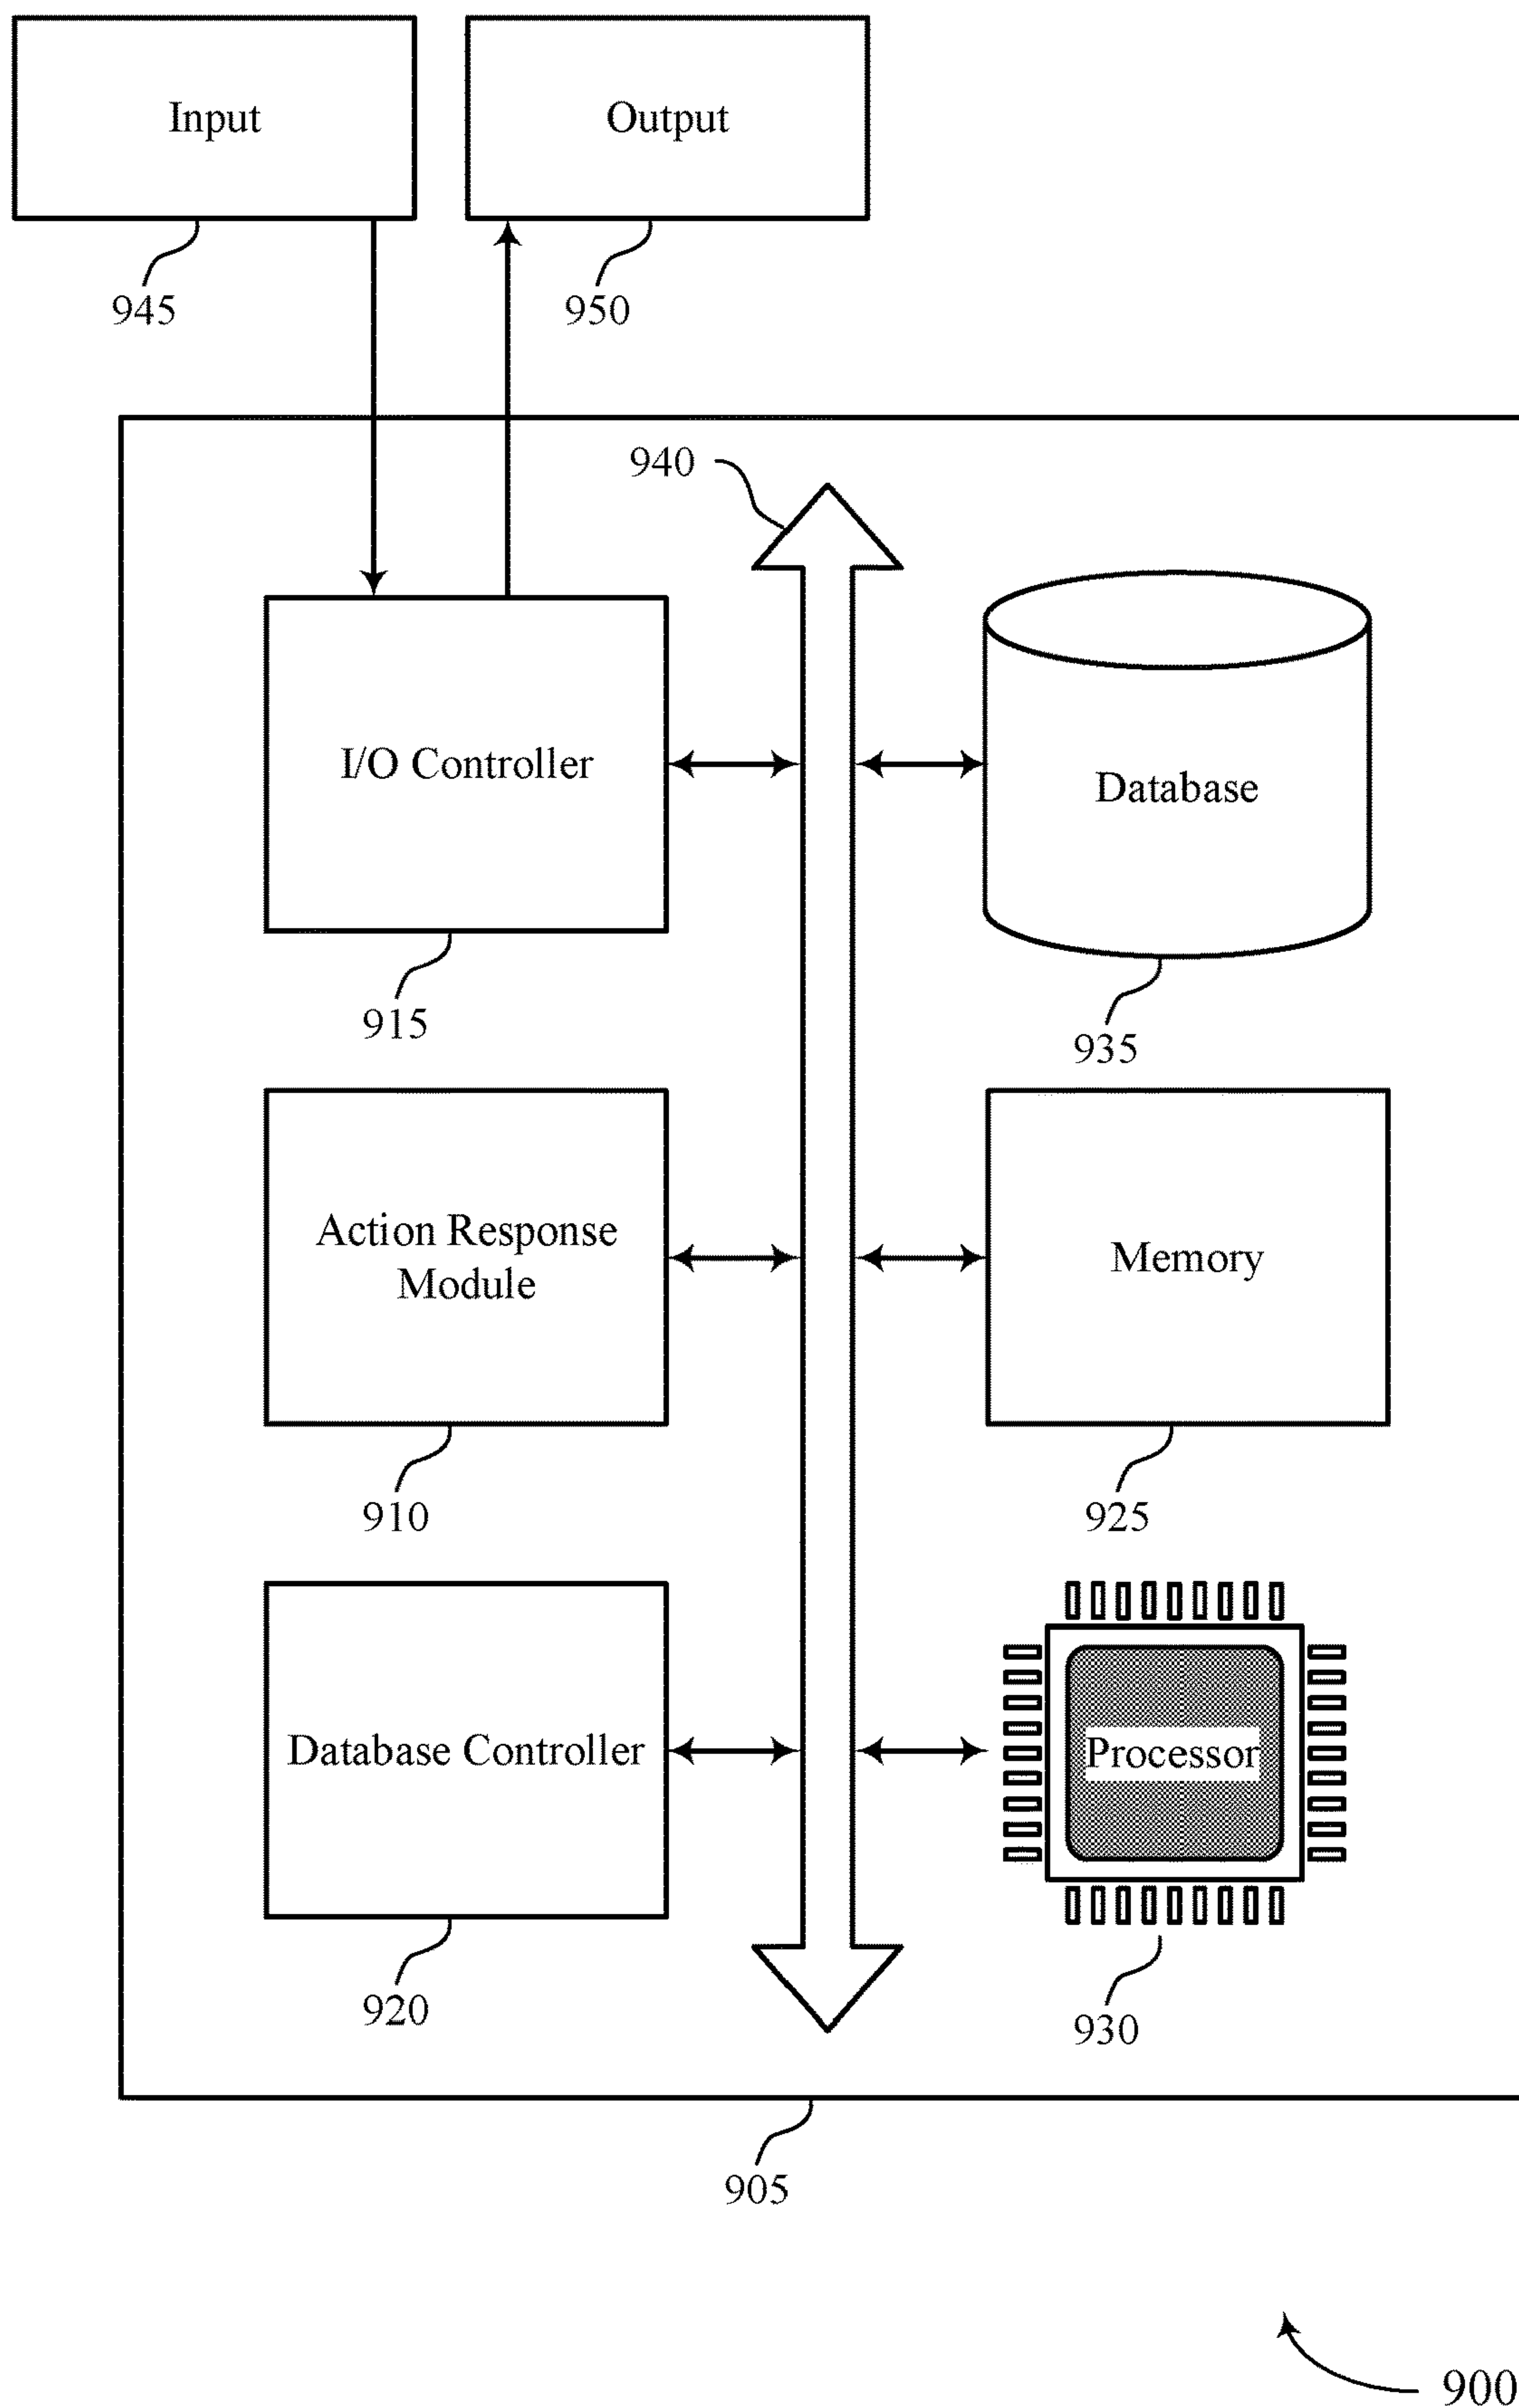 Input
Output
945
950
940
I/O Controller
Database
915
935
Action Response
Module
Memory
910
925
Database Controller
Processor
920
930
905
900